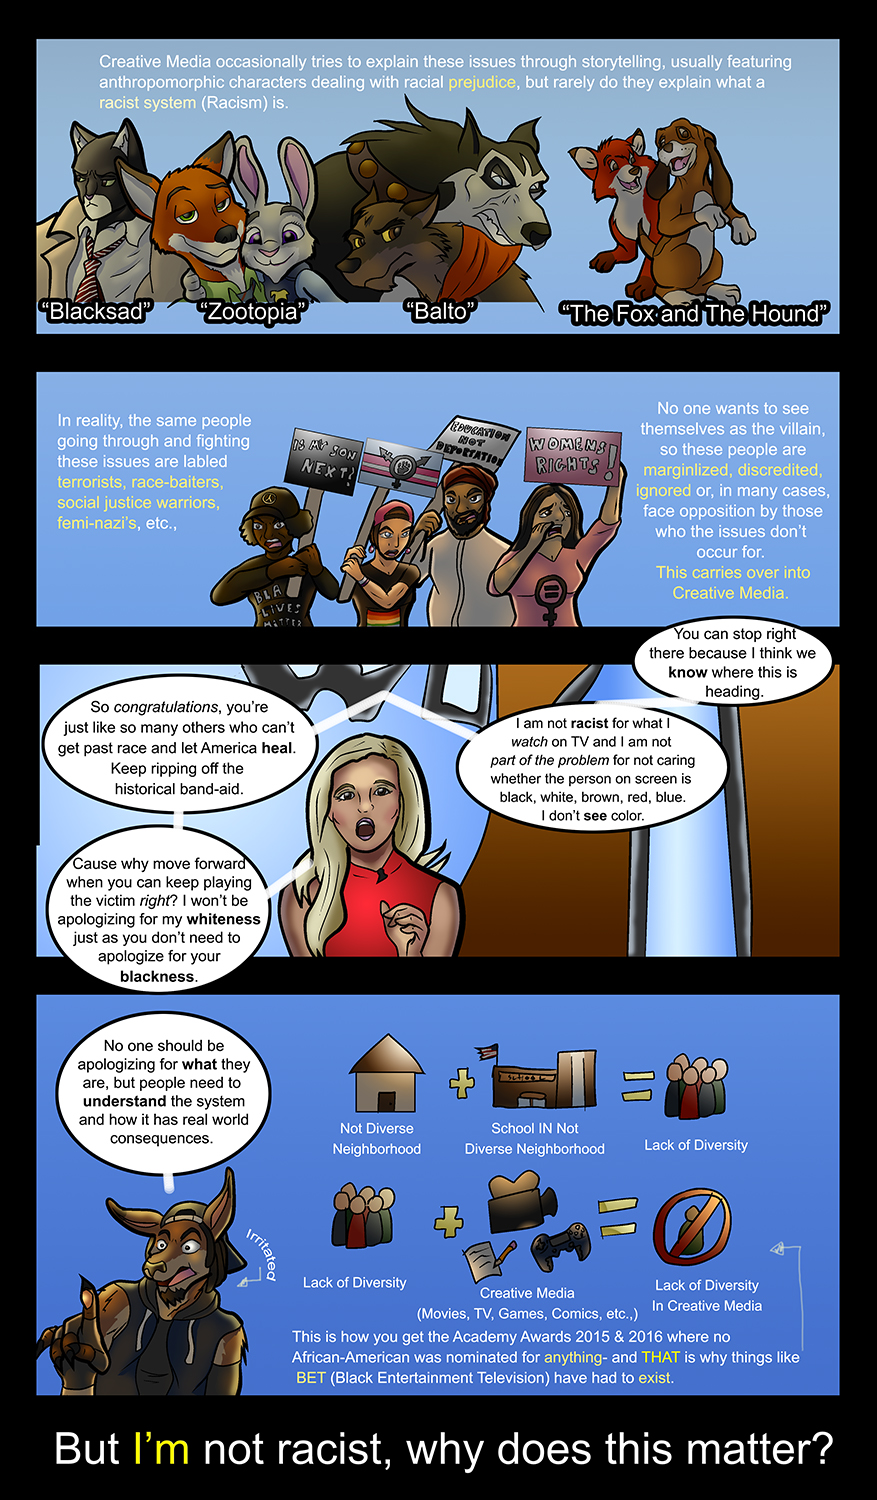 Creative Media occasionally tries to explain these issues through storytelling, usually featuring
anthropomorphic characters dealing with racial prejudice, but rarely do they explain what a
racist system (Racism) is.
“Blacksad”
“Zootopia”
“Balto”
“The Fox and The Hound”
In reality, the same people
going through and fighting
these issues are labled
terrorists, race-baiters,
social justice warriors,
femi-nazi's, etc.,
IS MY SON
NEXT?
EDUCATION
NOT
DEPORTATION
WOMENS
RIGHTS!
BLA
LIVES
MATTER
No one wants to see
themselves as the villain,
so these people are
marginlized, discredited,
ignored or, in many cases,
face opposition by those
who the issues don't
occur for.
This carries over into
Creative Media.
You can stop right
there because I think we
know where this is
heading.
I am not racist for what I
watch on TV and I am not
part of the problem for not caring
whether the person on screen is
black, white, brown, red, blue.
I don't see color.
So congratulations, you're
just like so many others who can't
get past race and let America heal.
Keep ripping off the
historical band-aid.
Cause why move forward
when you can keep playing
the victim right? I won't be
apologizing for my whiteness
just as you don't need to
apologize for your
blackness.
No one should be
apologizing for what they
are, but people need to
understand the system
and how it has real world
consequences.
Irritated
Not Diverse
Neighborhood
+
SCHOOL
School IN Not
Diverse Neighborhood
=
Lack of Diversity
Lack of Diversity
+
Creative Media
(Movies, TV, Games, Comics, etc.,)
=
Lack of Diversity
In Creative Media
This is how you get the Academy Awards 2015 & 2016 where no
African-American was nominated for anything- and THAT is why things like
BET (Black Entertainment Television) have had to exist.
But I'm not racist, why does this matter?